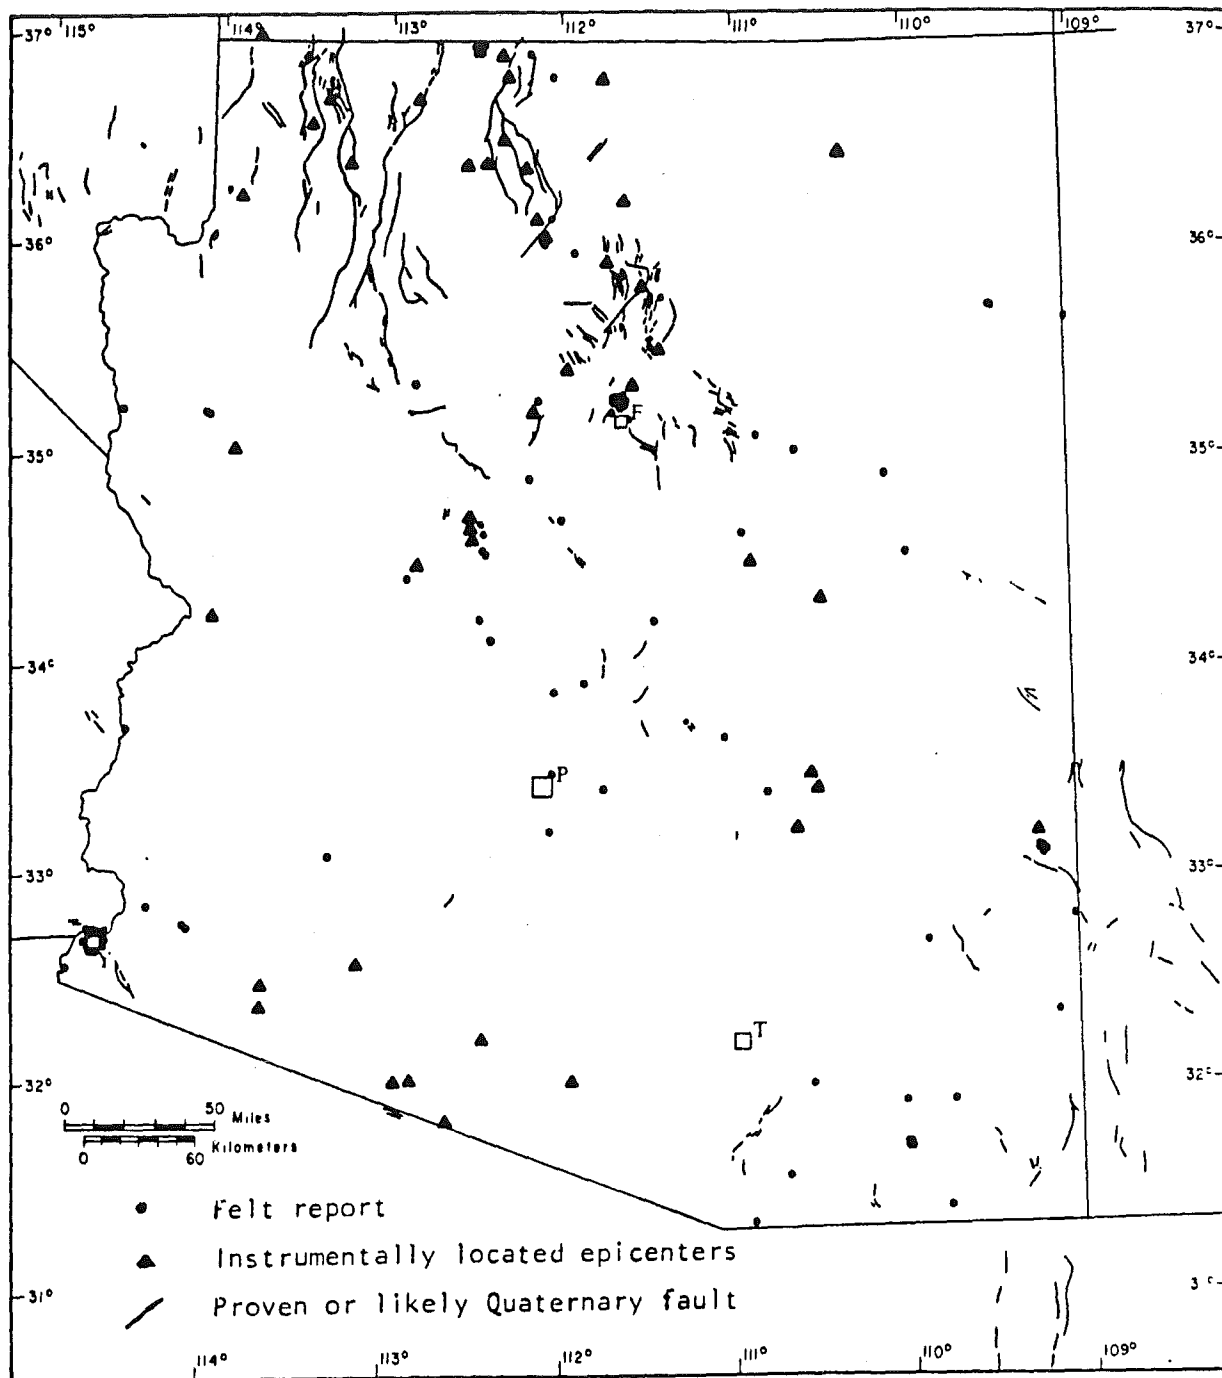 37° 115° 114° 113° 112° 111° 110° 109° 37°
36° 36°
F
35° 35°
34° 34°
P
33° 33°
T
32° 32°
0 50 Miles
0 60 Kilometers
Felt report
Instrumentally located epicenters
Proven or likely Quaternary fault
31°
114° 113° 112° 111° 110° 109°